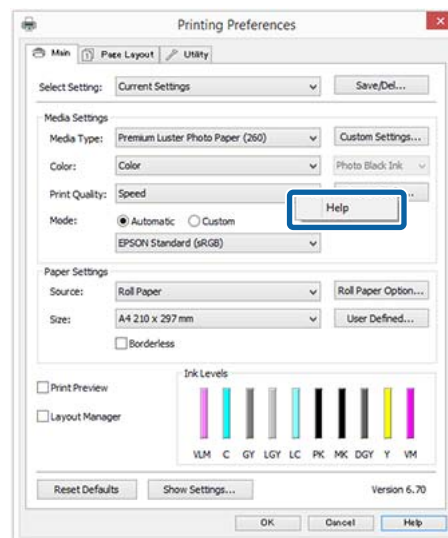 Printing Preferences
Main Page Layout Utility
Select Setting: Current Settings Save/Del...
Media Settings
Media Type: Premium Luster Photo Paper (260) Custom Settings...
Color: Color Photo Black Ink
Print Quality: Speed ...
Help
Mode: Automatic Custom
EPSON Standard (sRGB)
Paper Settings
Source: Roll Paper Roll Paper Option...
Size: A4 210 x 297 mm User Defined...
Borderless
Ink Levels
Print Preview
Layout Manager
VLM C GY LGY LC PK MK DGY Y VM
Reset Defaults Show Settings... Version 6.70
OK Cancel Help